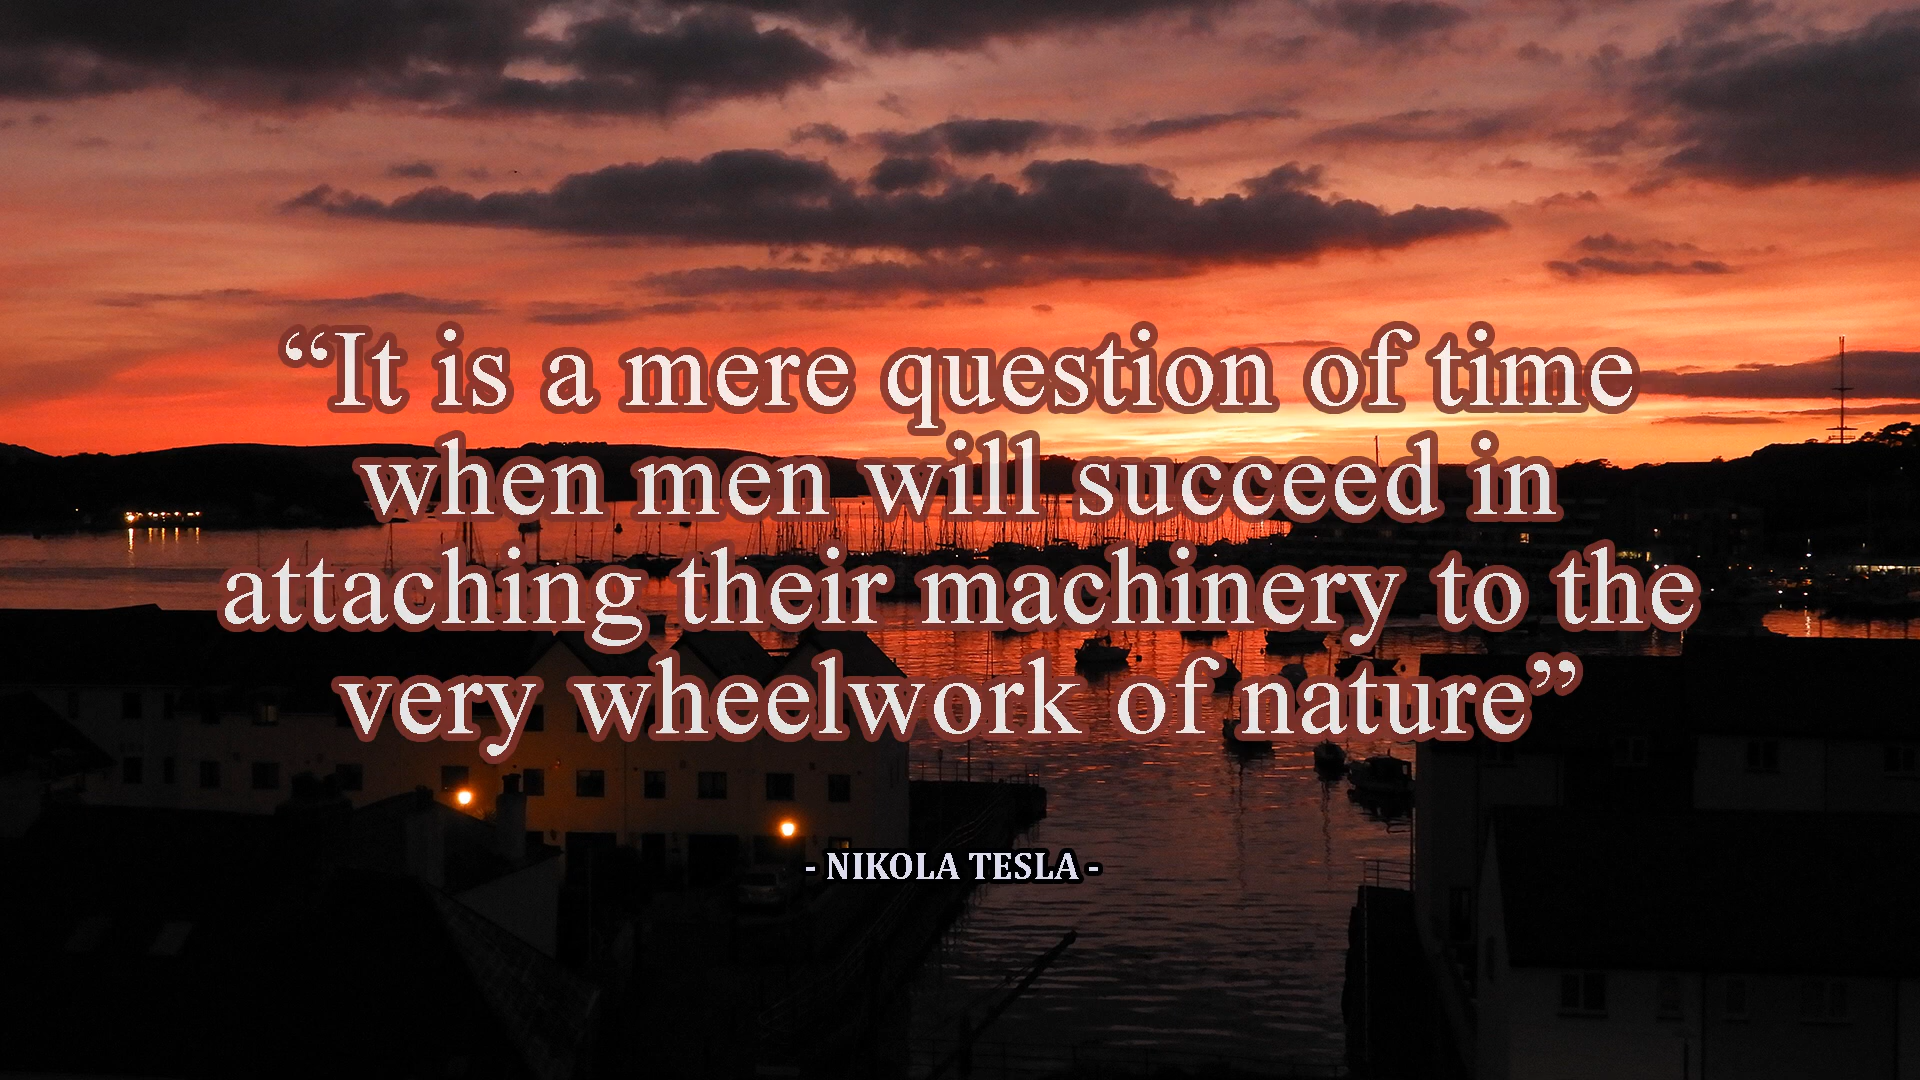 “It is a mere question of time
when men will succeed in
attaching their machinery to the
very wheelwork of nature”
- NIKOLA TESLA -